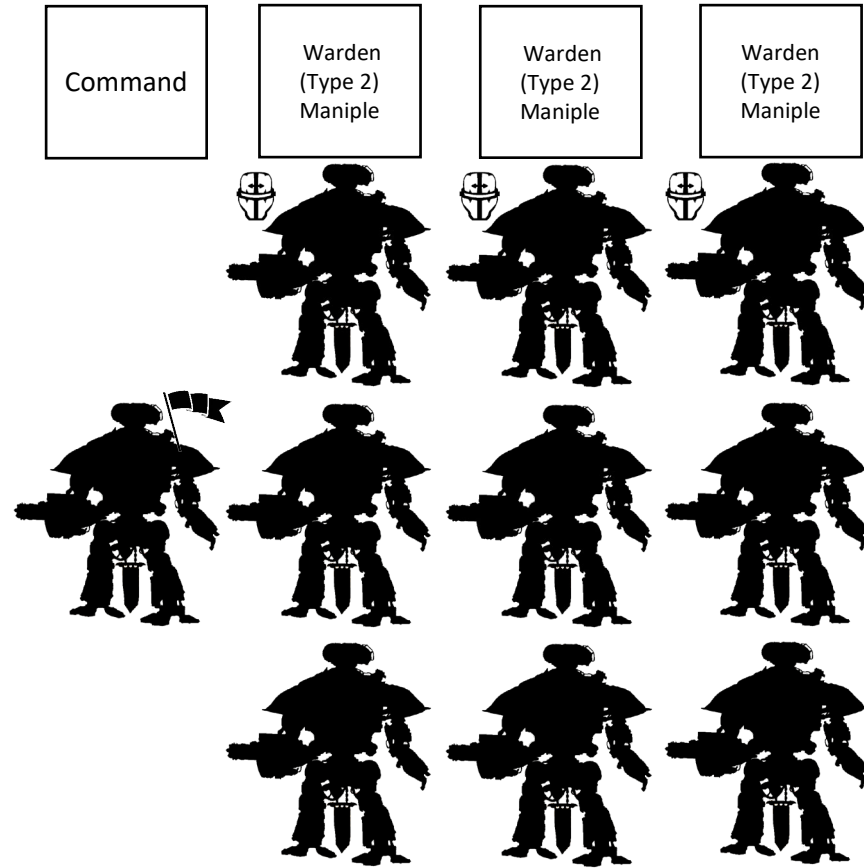 Command
Warden
(Type 2)
Maniple
Warden
(Type 2)
Maniple
Warden
(Type 2)
Maniple